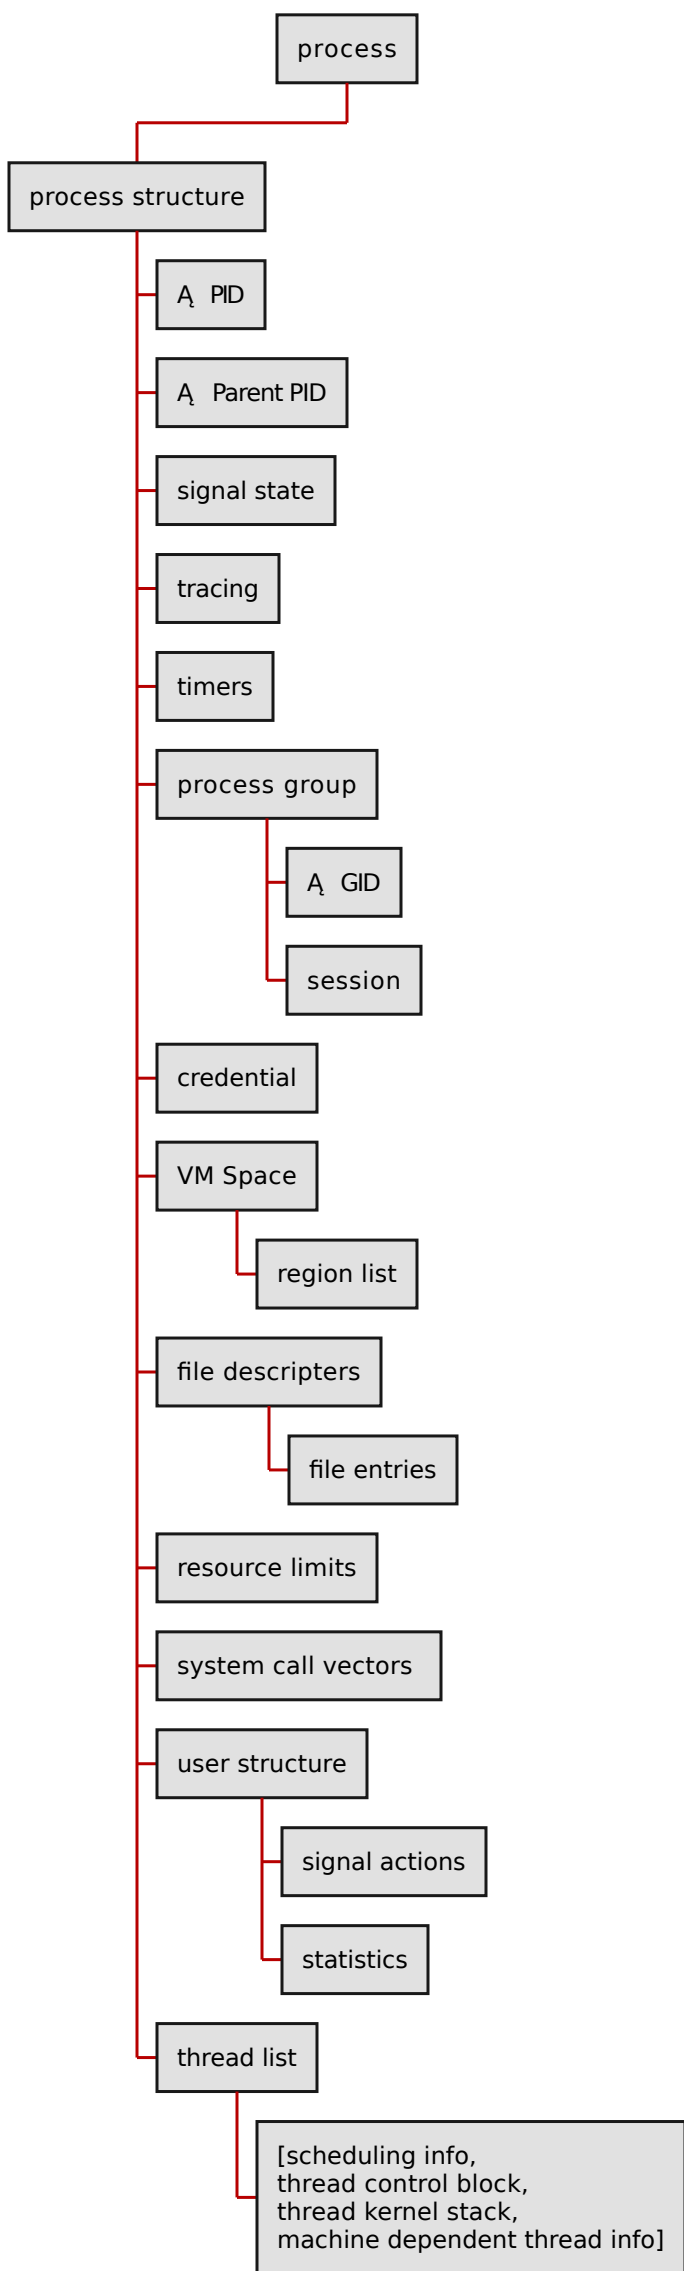 process
process structure
Ą PID
Ą Parent PID
signal state
tracing
timers
process group
Ą GID
session
credential
VM Space
region list
file descripters
file entries
resource limits
system call vectors
user structure
signal actions
statistics
thread list
[scheduling info,
thread control block,
thread kernel stack,
machine dependent thread info]